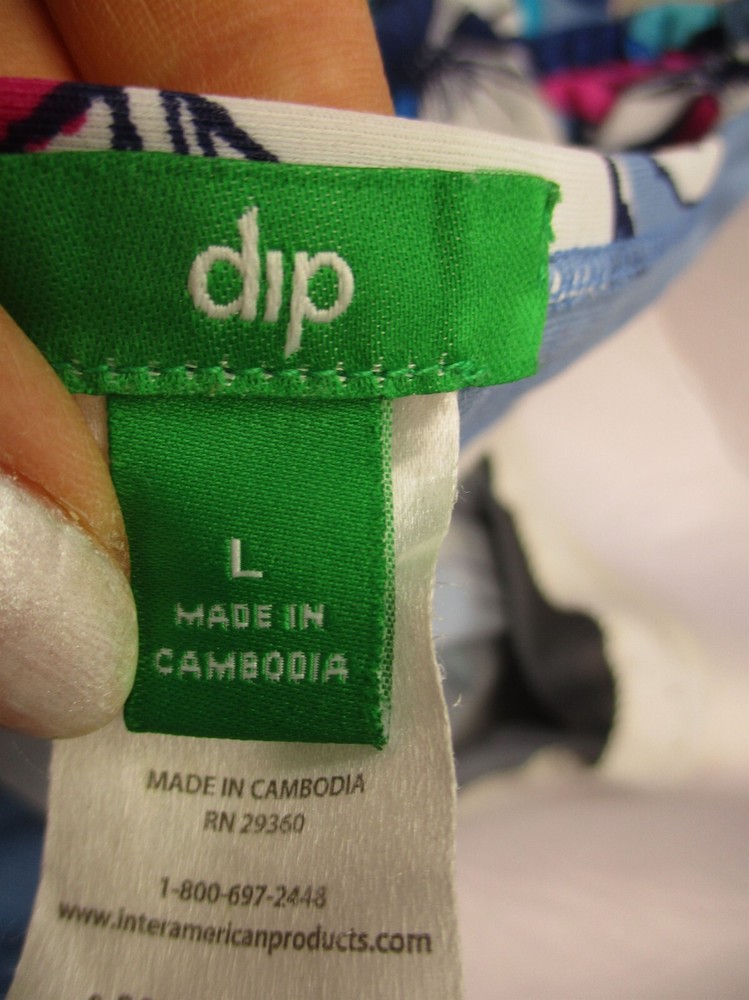 dip
L
MADE IN
CAMBODIA
MADE IN CAMBODIA
RN 29360
1-800-697-2448
www.interamericanproducts.com